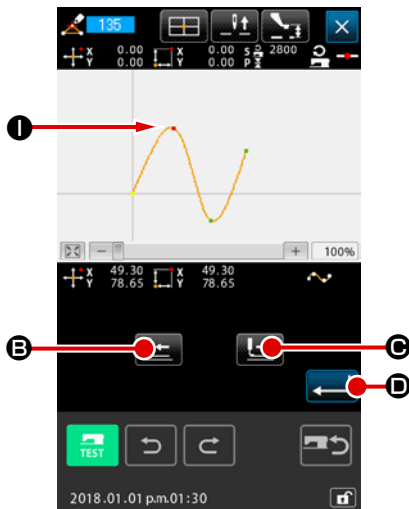 135
X 0.00 X 0.00 S 2800
Y 0.00 Y 0.00 P
I
100%
X 49.30 X 49.30
Y 78.65 Y 78.65
B
C
D
TEST
2018.01.01 p.m.01:30